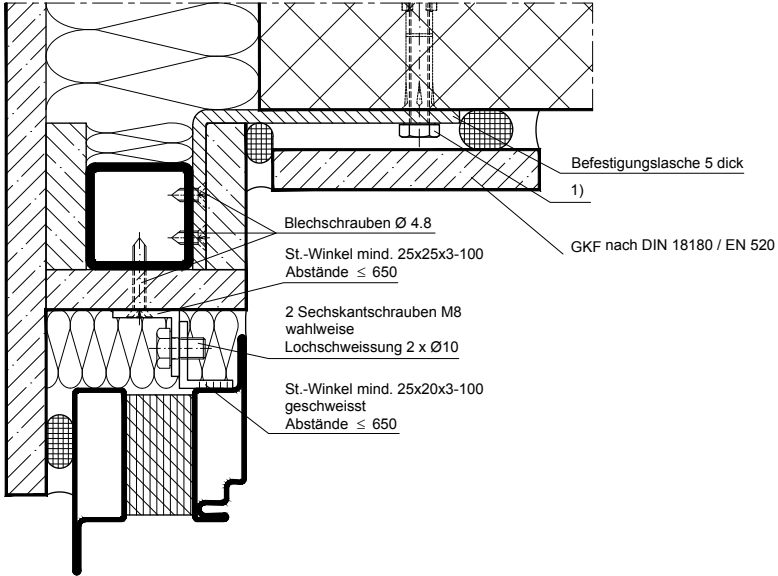 Befestigungslasche 5 dick
1)
Blechschrauben Ø 4.8
GKF nach DIN 18180 / EN 520
St.-Winkel mind. 25x25x3-100
Abstände ≤ 650
2 Sechskantschrauben M8
wahlweise
Lochschweissung 2 x Ø10
St.-Winkel mind. 25x20x3-100
geschweisst
Abstände ≤ 650